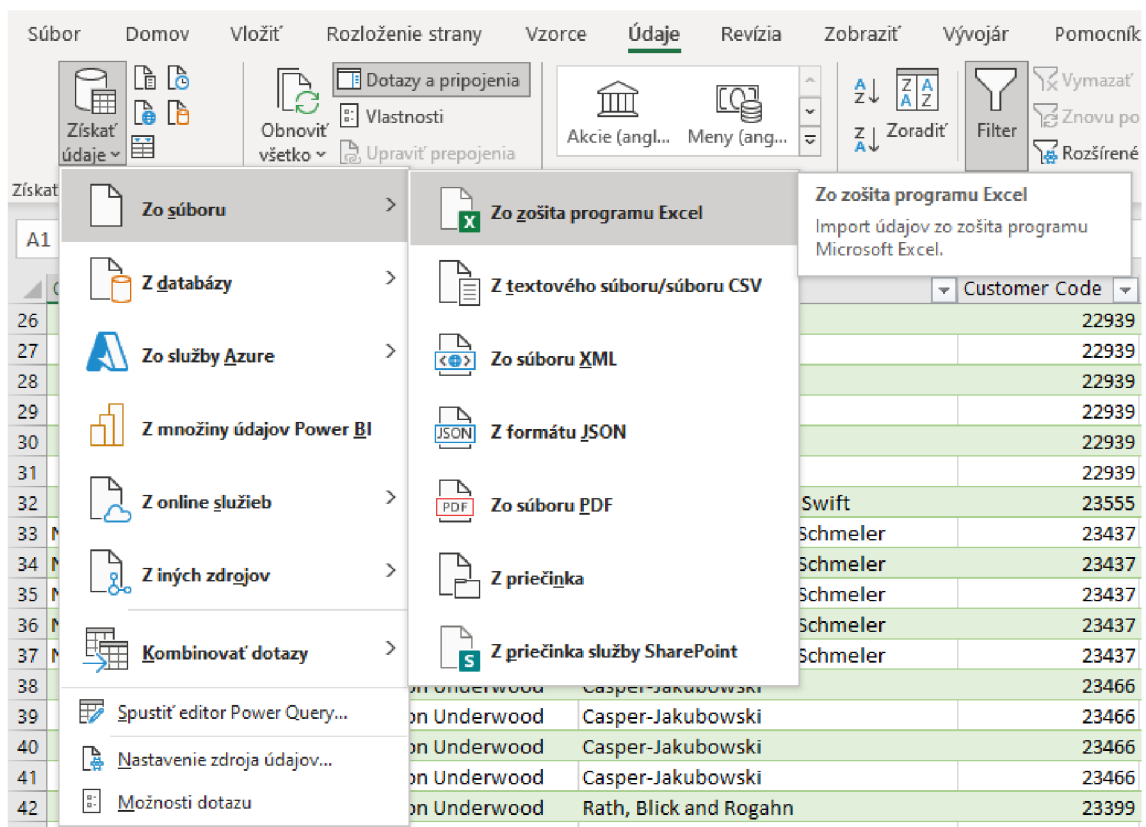 Súbor Domov Vložiť Rozloženie strany Vzorce Údaje Revízia Zobraziť Vývojár Pomocník
Získať údaje
Obnoviť všetko
Dotazy a pripojenia
Vlastnosti
Upraviť prepojenia
Akcie (angl... Meny (ang...
Zoradiť
Filter
Vymazať
Znovu po
Rozšírené
Získať
A1
Zo súboru
Z databázy
Zo služby Azure
Z množiny údajov Power BI
Z online služieb
Z iných zdrojov
Kombinovať dotazy
Spustiť editor Power Query...
Nastavenie zdroja údajov...
Možnosti dotazu
Zo zošita programu Excel
Z textového súboru/súboru CSV
Zo súboru XML
JSON
Z formátu JSON
PDF
Zo súboru PDF
Z priečinka
Z priečinka služby SharePoint
Zo zošita programu Excel
Import údajov zo zošita programu
Microsoft Excel.
Customer Code
26 22939
27 22939
28 22939
29 22939
30 22939
31 22939
32 Swift 23555
33 Schmeler 23437
34 Schmeler 23437
35 Schmeler 23437
36 Schmeler 23437
37 Schmeler 23437
38 on Underwood Casper-Jakubowski 23466
39 on Underwood Casper-Jakubowski 23466
40 on Underwood Casper-Jakubowski 23466
41 on Underwood Casper-Jakubowski 23466
42 on Underwood Rath, Blick and Rogahn 23399